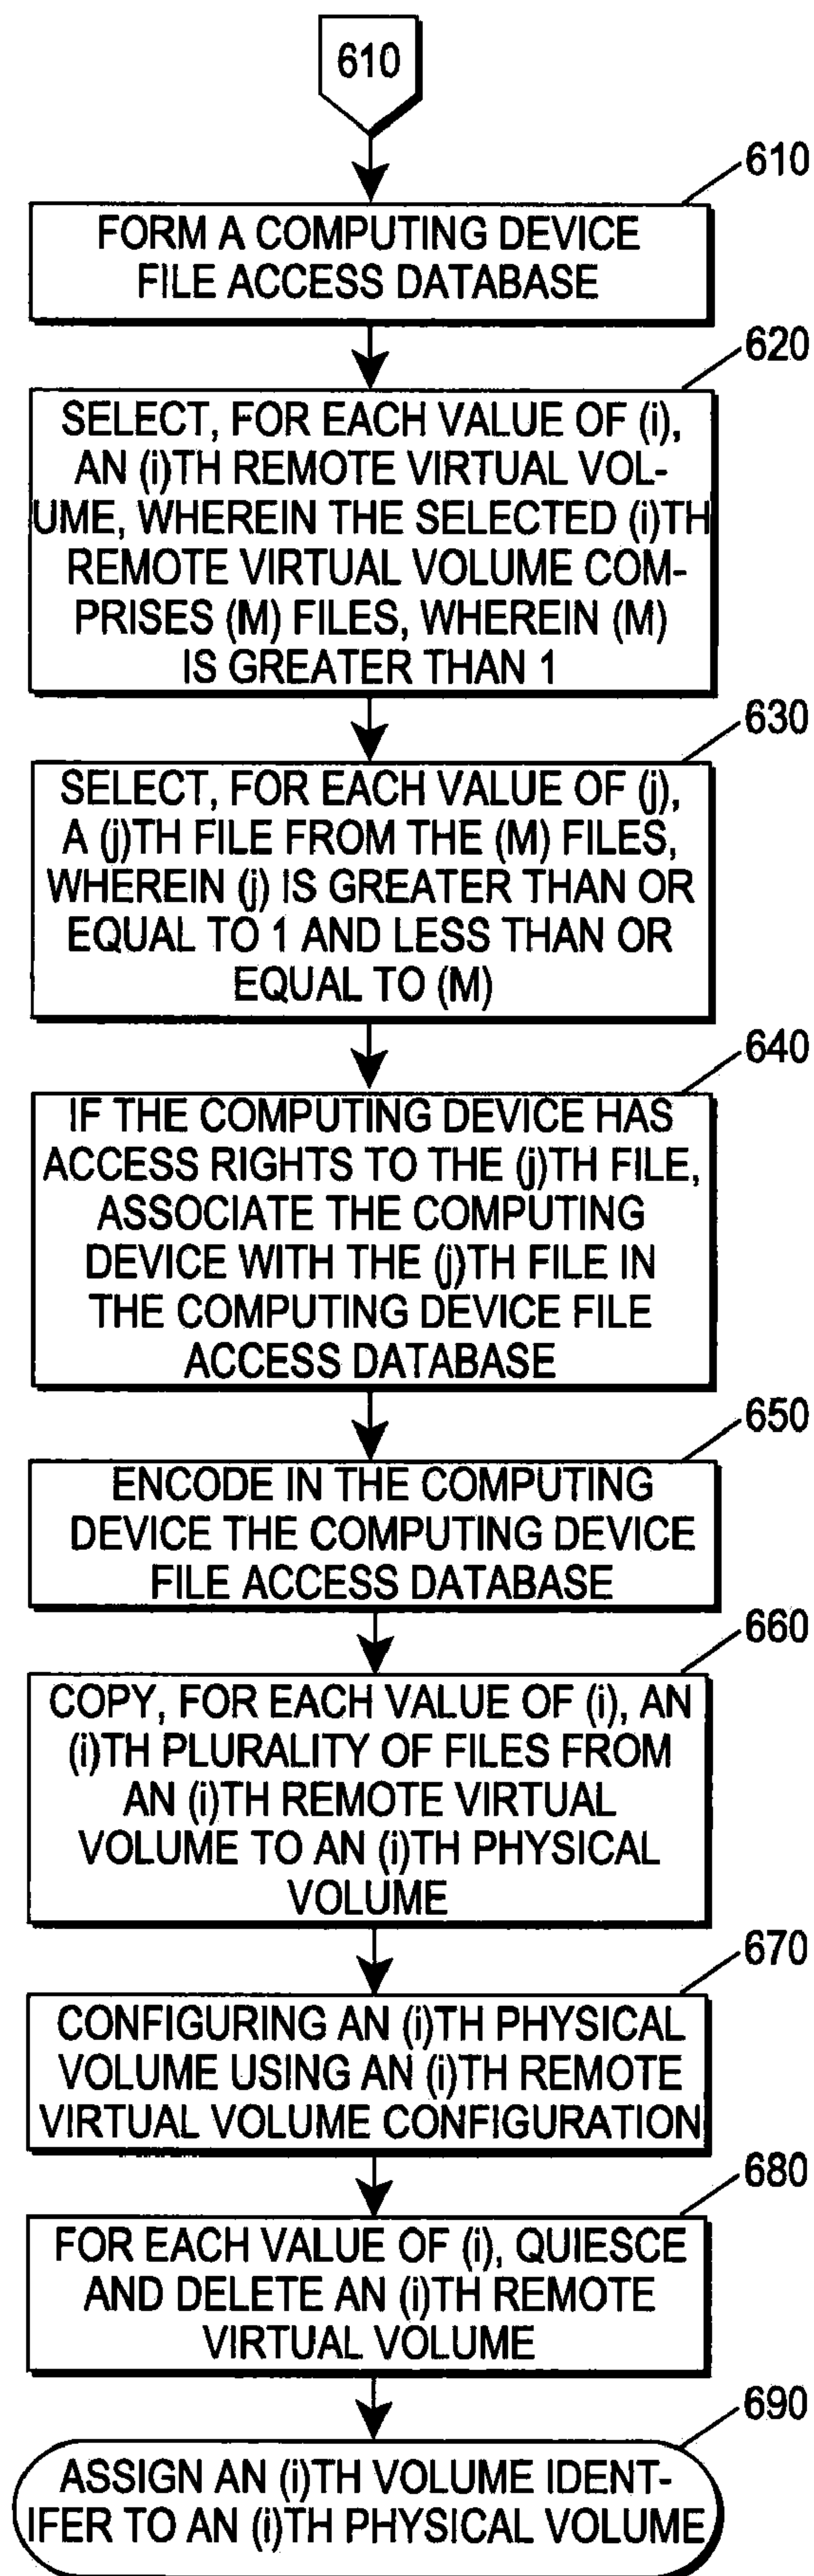 610
610
FORM A COMPUTING DEVICE
FILE ACCESS DATABASE
620
SELECT, FOR EACH VALUE OF (i),
AN (i)TH REMOTE VIRTUAL VOL-
UME, WHEREIN THE SELECTED (i)TH
REMOTE VIRTUAL VOLUME COM-
PRISES (M) FILES, WHEREIN (M)
IS GREATER THAN 1
630
SELECT, FOR EACH VALUE OF (j),
A (j)TH FILE FROM THE (M) FILES,
WHEREIN (j) IS GREATER THAN OR
EQUAL TO 1 AND LESS THAN OR
EQUAL TO (M)
640
IF THE COMPUTING DEVICE HAS
ACCESS RIGHTS TO THE (j)TH FILE,
ASSOCIATE THE COMPUTING
DEVICE WITH THE (j)TH FILE IN
THE COMPUTING DEVICE FILE
ACCESS DATABASE
650
ENCODE IN THE COMPUTING
DEVICE THE COMPUTING DEVICE
FILE ACCESS DATABASE
660
COPY, FOR EACH VALUE OF (i), AN
(i)TH PLURALITY OF FILES FROM
AN (i)TH REMOTE VIRTUAL
VOLUME TO AN (i)TH PHYSICAL
VOLUME
670
CONFIGURING AN (i)TH PHYSICAL
VOLUME USING AN (i)TH REMOTE
VIRTUAL VOLUME CONFIGURATION
680
FOR EACH VALUE OF (i), QUIESCE
AND DELETE AN (i)TH REMOTE
VIRTUAL VOLUME
690
ASSIGN AN (i)TH VOLUME IDENT-
IFER TO AN (i)TH PHYSICAL VOLUME